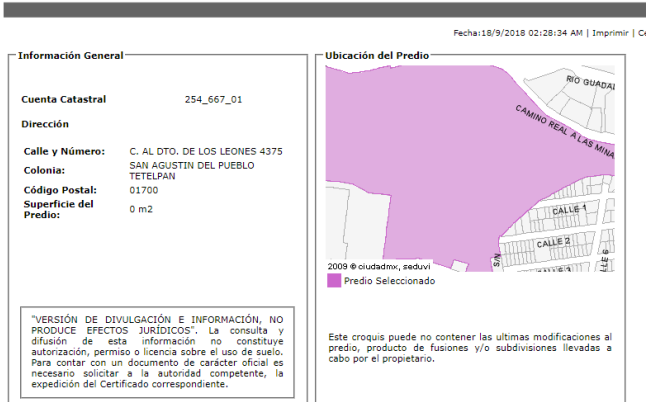 Fecha:18/9/2018 02:28:34 AM | Imprimir | Ce
Información General
Cuenta Catastral 254_667_01
Dirección
Calle y Número: C. AL DTO. DE LOS LEONES 4375
Colonia: SAN AGUSTIN DEL PUEBLO
TETELPAN
Código Postal: 01700
Superficie del
Predio: 0 m2
"VERSIÓN DE DIVULGACIÓN E INFORMACIÓN, NO
PRODUCE EFECTOS JURÍDICOS". La consulta y
difusión de esta información no constituye
autorización, permiso o licencia sobre el uso de suelo.
Para contar con un documento de carácter oficial es
necesario solicitar a la autoridad competente, la
expedición del Certificado correspondiente.
Ubicación del Predio
RIO GUADAL
CAMINO REAL A LAS MINA
CALLE 1
CALLE 2
CALLE 3
S/N
CALLE 6
2009 © ciudadmx, seduvi
Predio Seleccionado
Este croquis puede no contener las ultimas modificaciones al
predio, producto de fusiones y/o subdivisiones llevadas a
cabo por el propietario.